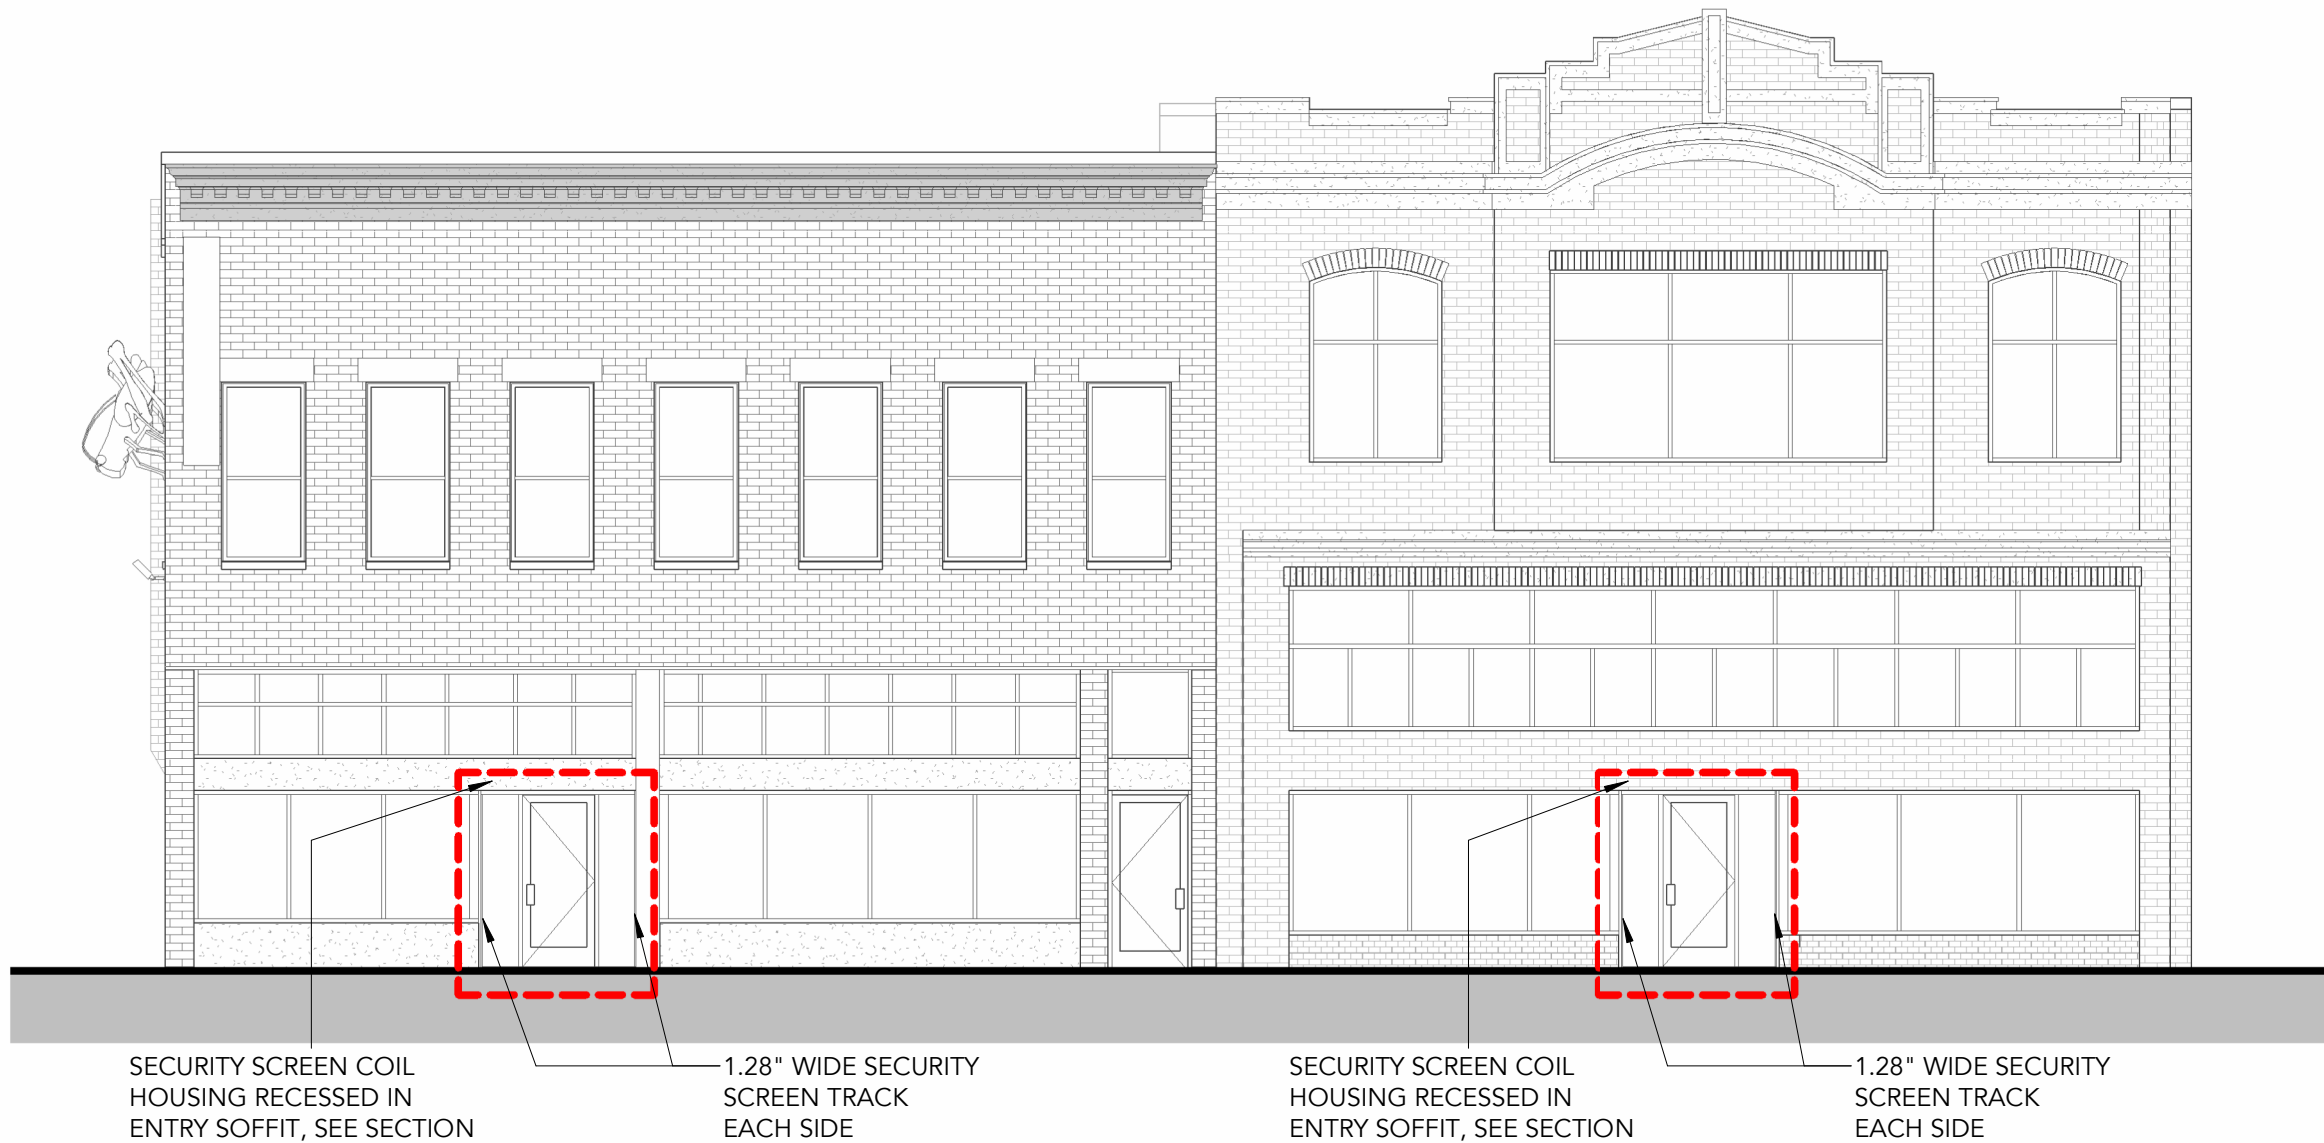 SECURITY SCREEN COIL
HOUSING RECESSED IN
ENTRY SOFFIT, SEE SECTION
1.28" WIDE SECURITY
SCREEN TRACK
EACH SIDE
SECURITY SCREEN COIL
HOUSING RECESSED IN
ENTRY SOFFIT, SEE SECTION
1.28" WIDE SECURITY
SCREEN TRACK
EACH SIDE